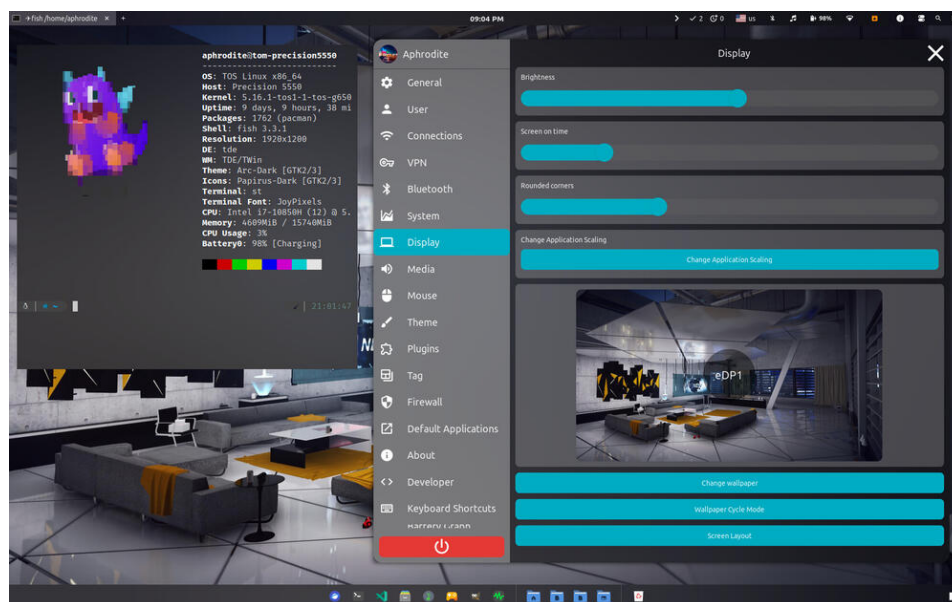 fish /home/aphrodite × +
09:04 PM
2 0 us 98%
aphrodite@tom-precision5550
---------------------------
OS: TOS Linux x86_64
Host: Precision 5550
Kernel: 5.16.1-tos1-1-tos-g650
Uptime: 9 days, 9 hours, 38 mi
Packages: 1762 (pacman)
Shell: fish 3.3.1
Resolution: 1920x1200
DE: tde
WM: TDE/TWin
Theme: Arc-Dark [GTK2/3]
Icons: Papirus-Dark [GTK2/3]
Terminal: st
Terminal Font: JoyPixels
CPU: Intel i7-10850H (12) @ 5.
Memory: 4609MiB / 15740MiB
CPU Usage: 3%
Battery0: 98% [Charging]
21:01:47
Aphrodite
General
User
Connections
VPN
Bluetooth
System
Display
Media
Mouse
Theme
Plugins
Tag
Firewall
Default Applications
About
Developer
Keyboard Shortcuts
Display
Brightness
Screen on time
Rounded corners
Change Application Scaling
Change Application Scaling
eDP1
Change wallpaper
Wallpaper Cycle Mode
Screen Layout